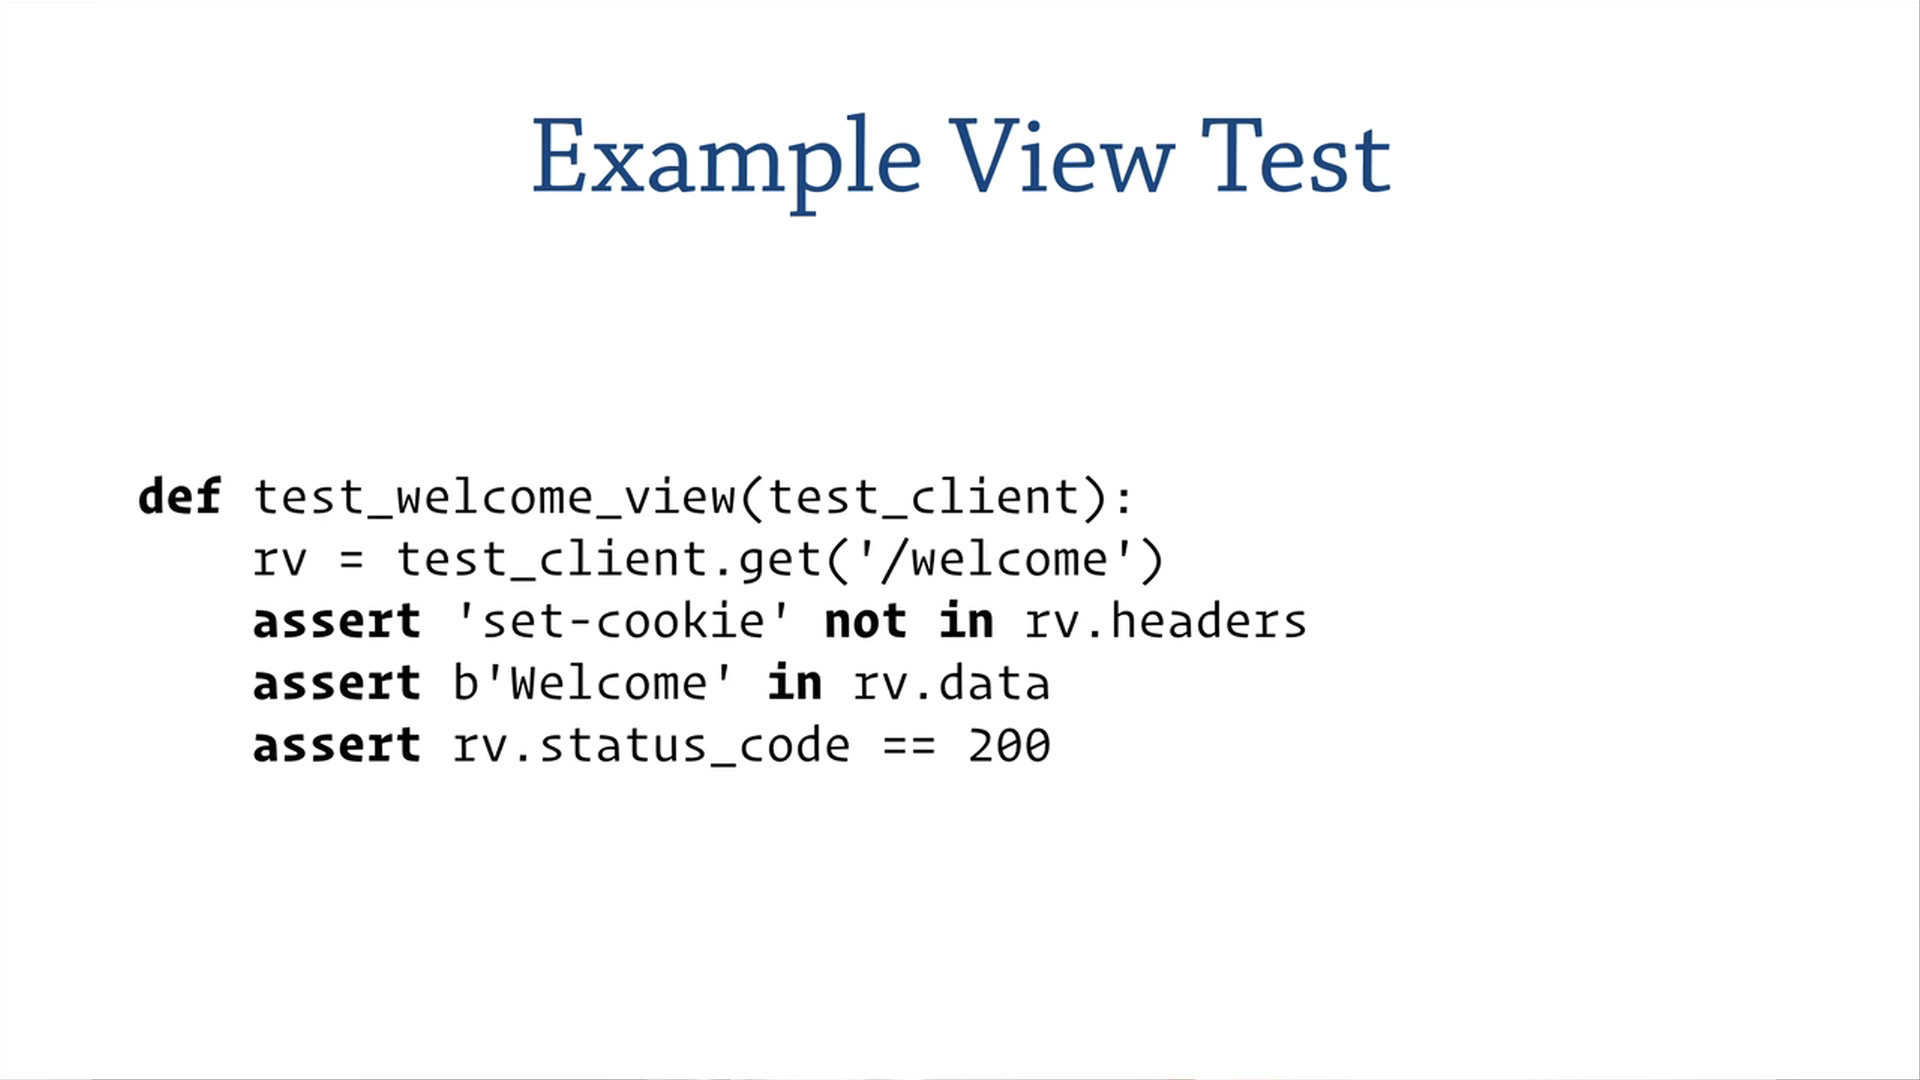 Example View Test
def test_welcome_view(test_client):
    rv = test_client.get('/welcome')
    assert 'set-cookie' not in rv.headers
    assert b'Welcome' in rv.data
    assert rv.status_code == 200